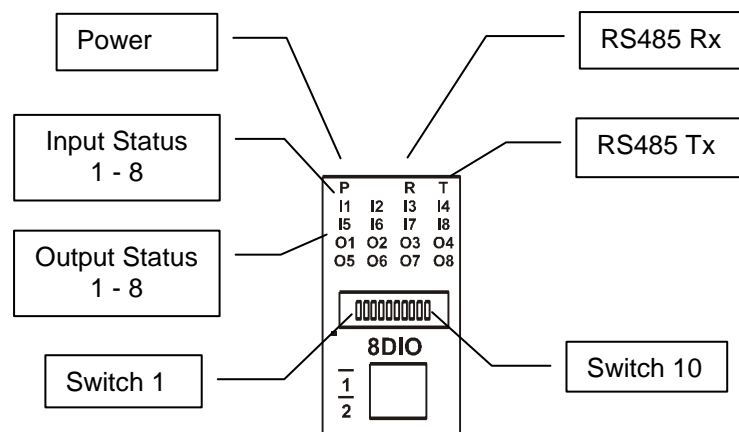 Power
RS485 Rx
Input Status
1 - 8
RS485 Tx
P R T
I1 I2 I3 I4
I5 I6 I7 I8
O1 O2 O3 O4
O5 O6 O7 O8
Output Status
1 - 8
8DIO
Switch 1
Switch 10
1
2